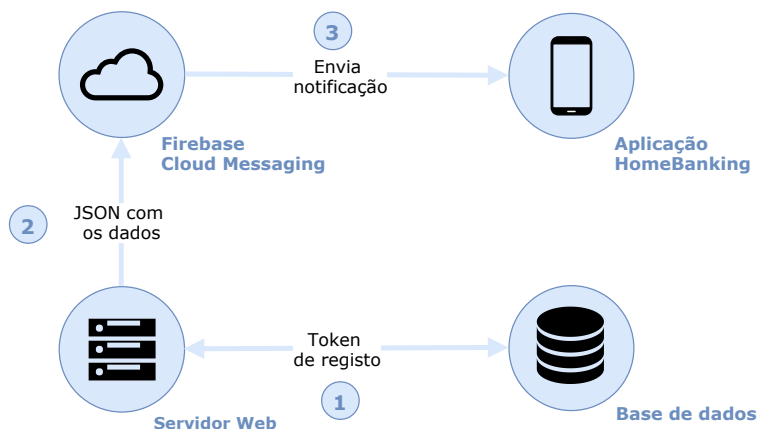 3
Envia
notificação
Firebase
Cloud Messaging
Aplicação
HomeBanking
2
JSON com
os dados
Token
de registo
1
Servidor Web
Base de dados